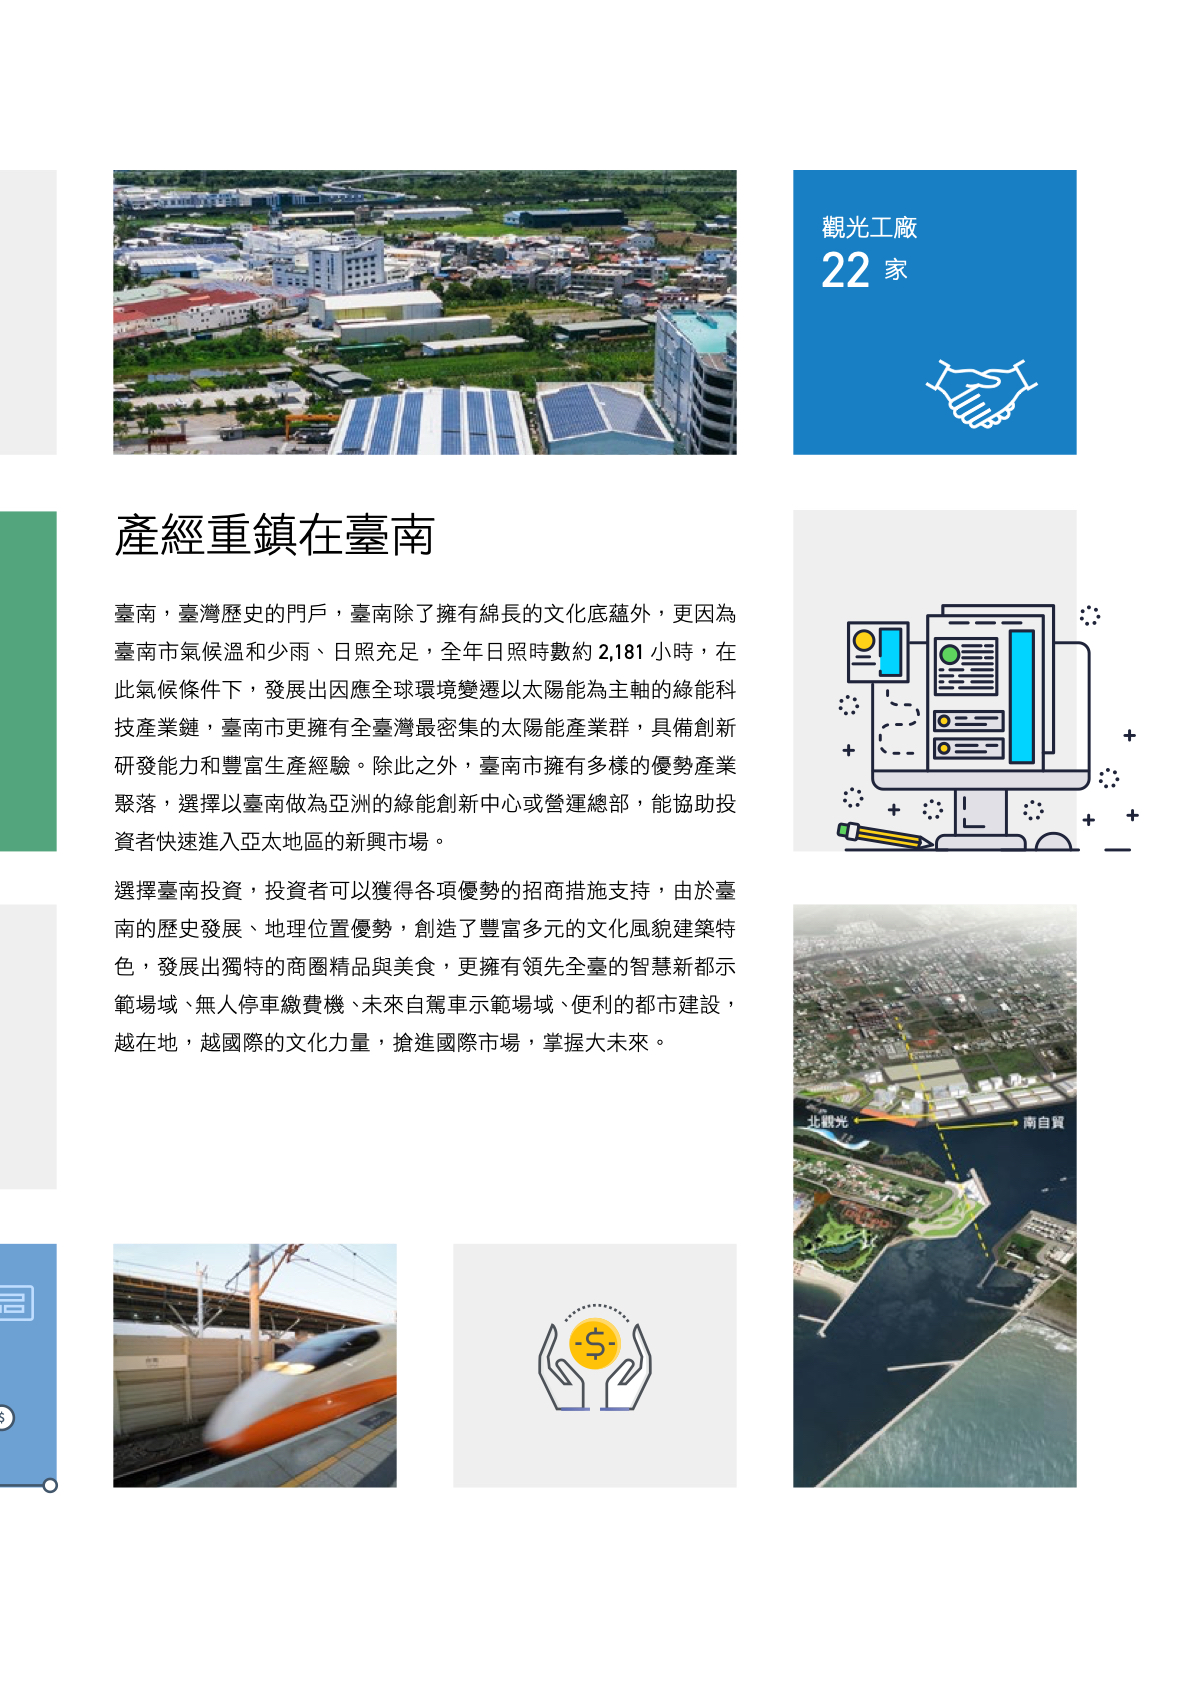 觀光工廠
22 家
產經重鎮在臺南
臺南，臺灣歷史的門戶，臺南除了擁有綿長的文化底蘊外，更因為
臺南市氣候溫和少雨、日照充足，全年日照時數約 2,181 小時，在
此氣候條件下，發展出因應全球環境變遷以太陽能為主軸的綠能科
技產業鏈，臺南市更擁有全臺灣最密集的太陽能產業群，具備創新
研發能力和豐富生產經驗。除此之外，臺南市擁有多樣的優勢產業
聚落，選擇以臺南做為亞洲的綠能創新中心或營運總部，能協助投
資者快速進入亞太地區的新興市場。
選擇臺南投資，投資者可以獲得各項優勢的招商措施支持，由於臺
南的歷史發展、地理位置優勢，創造了豐富多元的文化風貌建築特
色，發展出獨特的商圈精品與美食，更擁有領先全臺的智慧新都示
範場域、無人停車繳費機、未來自駕車示範場域、便利的都市建設，
越在地，越國際的文化力量，搶進國際市場，掌握大未來。
北觀光
南自貿
$
$